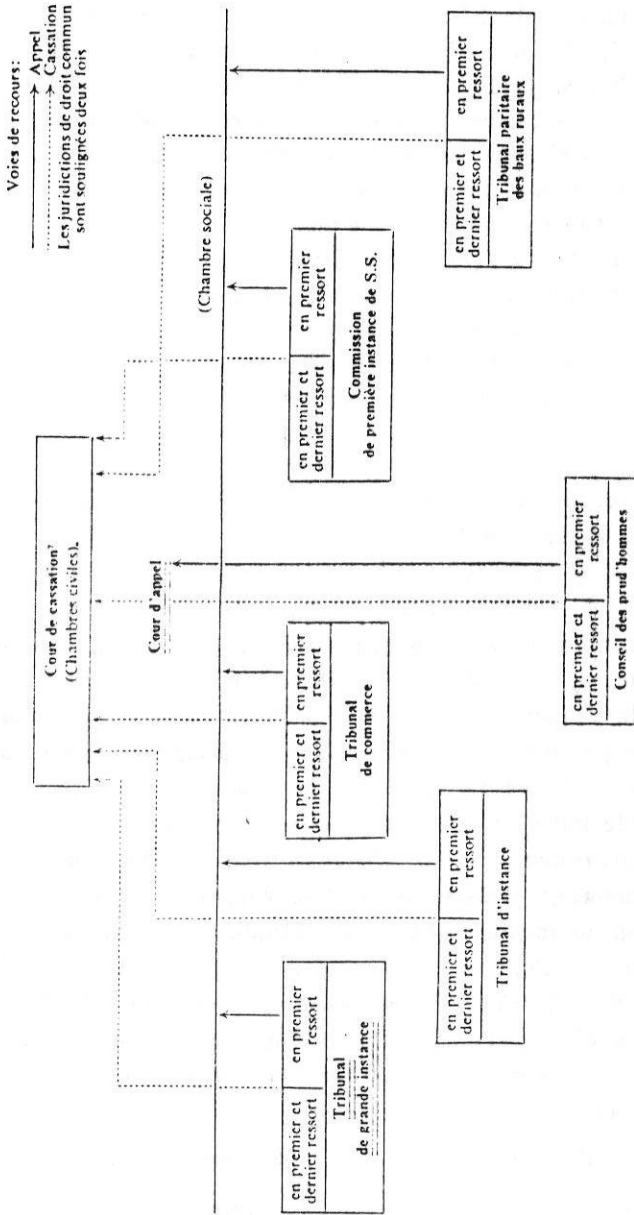 Voies de recours:
Appel
Cassation
Les juridictions de droit commun
sont soulignées deux fois
Cour de cassation?
(Chambres civiles).
Cour d'appel
(Chambre sociale)
en premier et
dernier ressort
en premier
ressort
Tribunal
de grande instance
en premier et
dernier ressort
en premier
ressort
Tribunal d'instance
en premier et
dernier ressort
en premier
ressort
Tribunal
de commerce
en premier et
dernier ressort
en premier
ressort
Conseil des prud'hommes
en premier et
dernier ressort
en premier
ressort
Commission
de première instance de S.S.
en premier et
dernier ressort
en premier
ressort
Tribunal paritaire
des baux ruraux